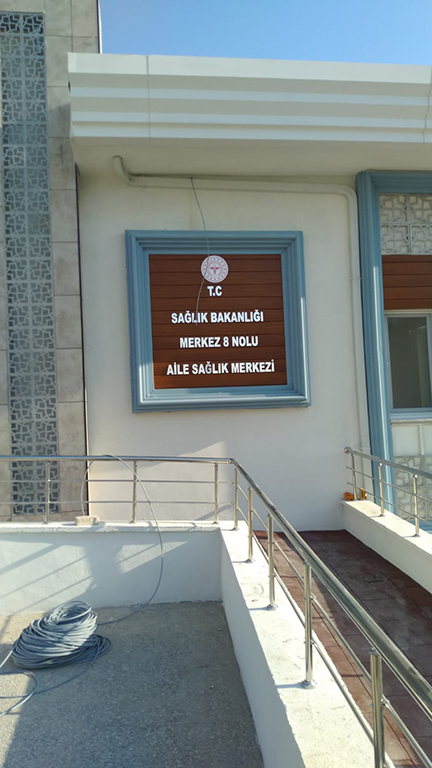 T.C
SAĞLIK BAKANLIĞI
MERKEZ 8 NOLU
AİLE SAĞLIK MERKEZİ